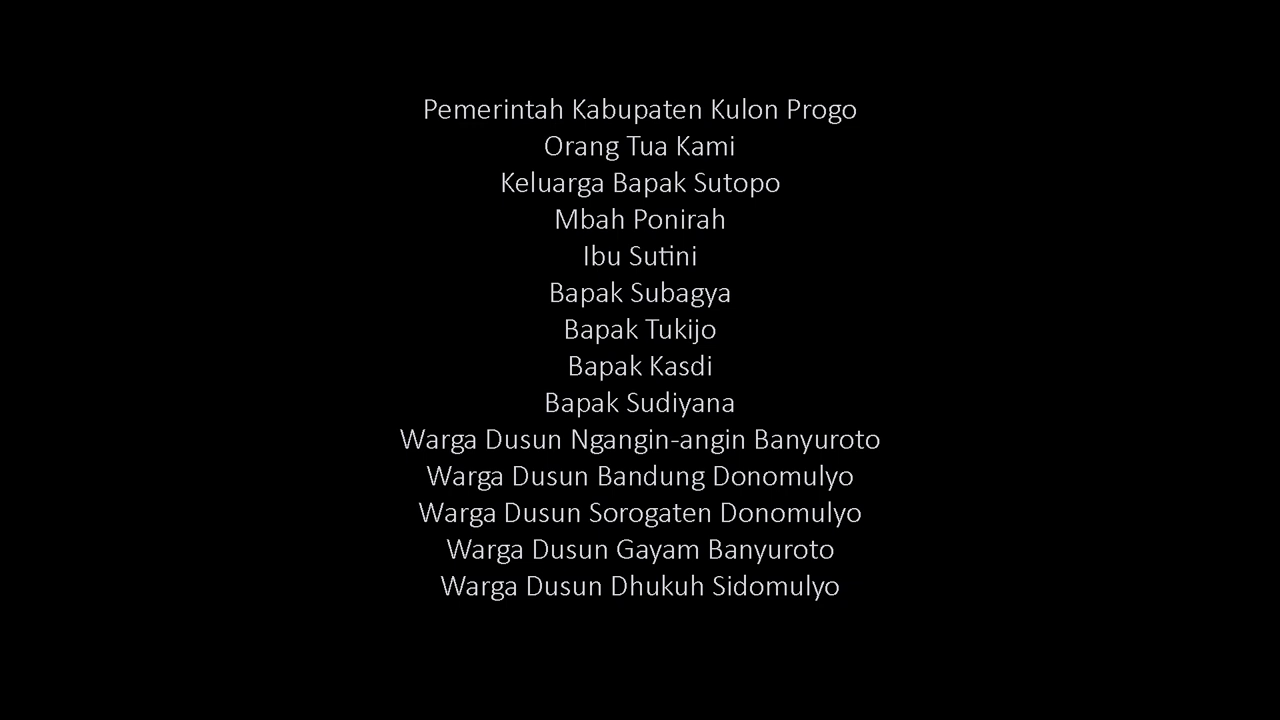 Pemerintah Kabupaten Kulon Progo
Orang Tua Kami
Keluarga Bapak Sutopo
Mbah Ponirah
Ibu Sutini
Bapak Subagya
Bapak Tukijo
Bapak Kasdi
Bapak Sudiyana
Warga Dusun Ngangin-angin Banyuroto
Warga Dusun Bandung Donomulyo
Warga Dusun Sorogaten Donomulyo
Warga Dusun Gayam Banyuroto
Warga Dusun Dhukuh Sidomulyo